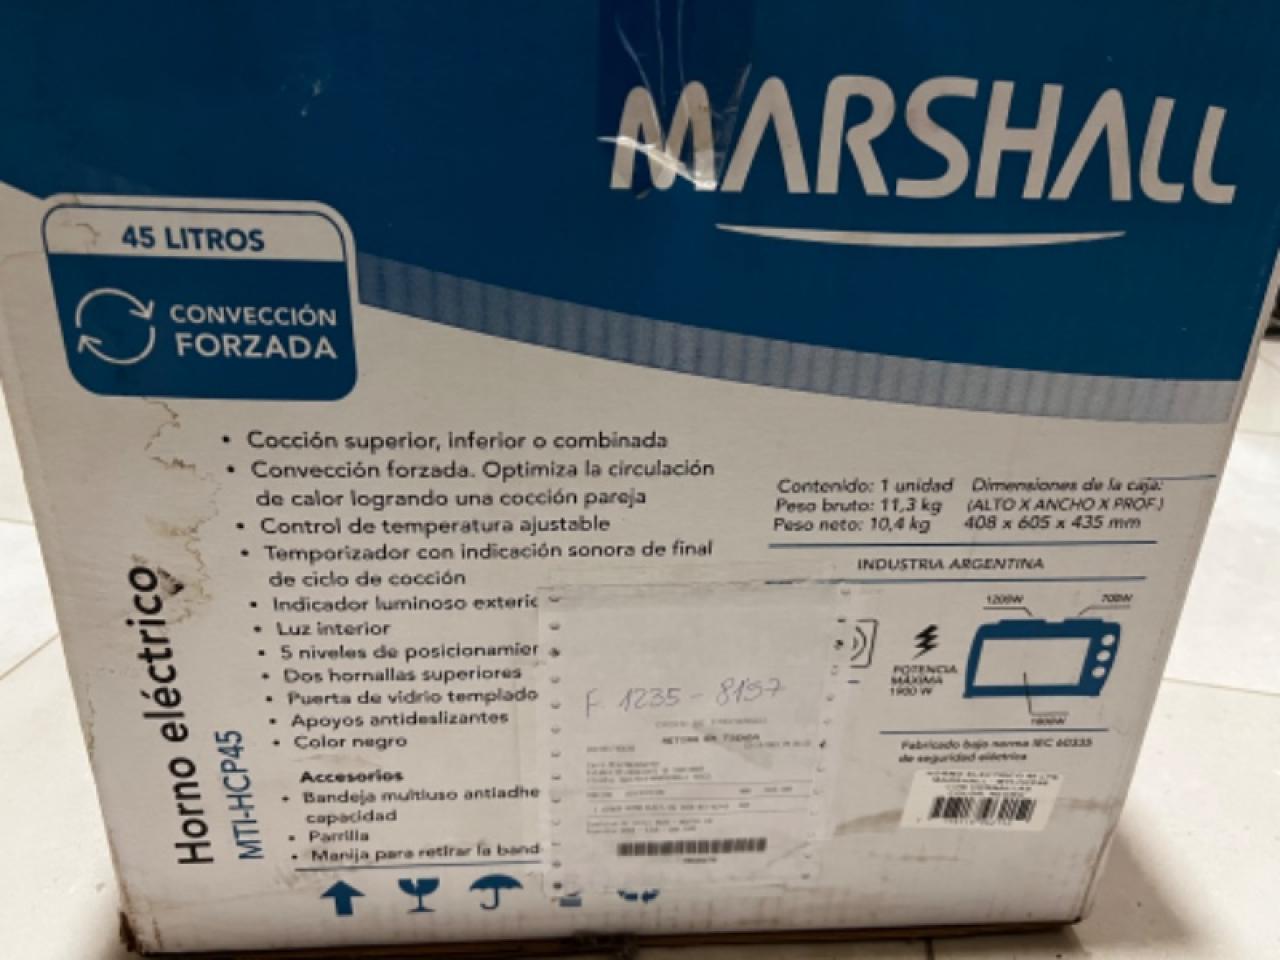 MARSHALL
45 LITROS
CONVECCIÓN
FORZADA
• Cocción superior, inferior o combinada
• Convección forzada. Optimiza la circulación
de calor logrando una cocción pareja
• Control de temperatura ajustable
• Temporizador con indicación sonora de final
de ciclo de cocción
• Indicador luminoso exterio
• Luz interior
• 5 niveles de posicionamien
• Dos hornallas superiores
• Puerta de vidrio templado
• Apoyos antideslizantes
• Color negro
Accesorios
• Bandeja multiuso antiadhe
capacidad
• Parrilla
• Manija para retirar la band
Horno eléctrico
MTI-HCP45
Contenido: 1 unidad
Peso bruto: 11,3 kg
Peso neto: 10,4 kg
Dimensiones de la caja:
(ALTO X ANCHO X PROF.)
408 x 605 x 435 mm
INDUSTRIA ARGENTINA
1200W
700W
POTENCIA
MÁXIMA
1900 W
Fabricado bajo norma IEC 60335
de seguridad eléctrica
F. 1235 - 8157
RETIRA EN TIENDA